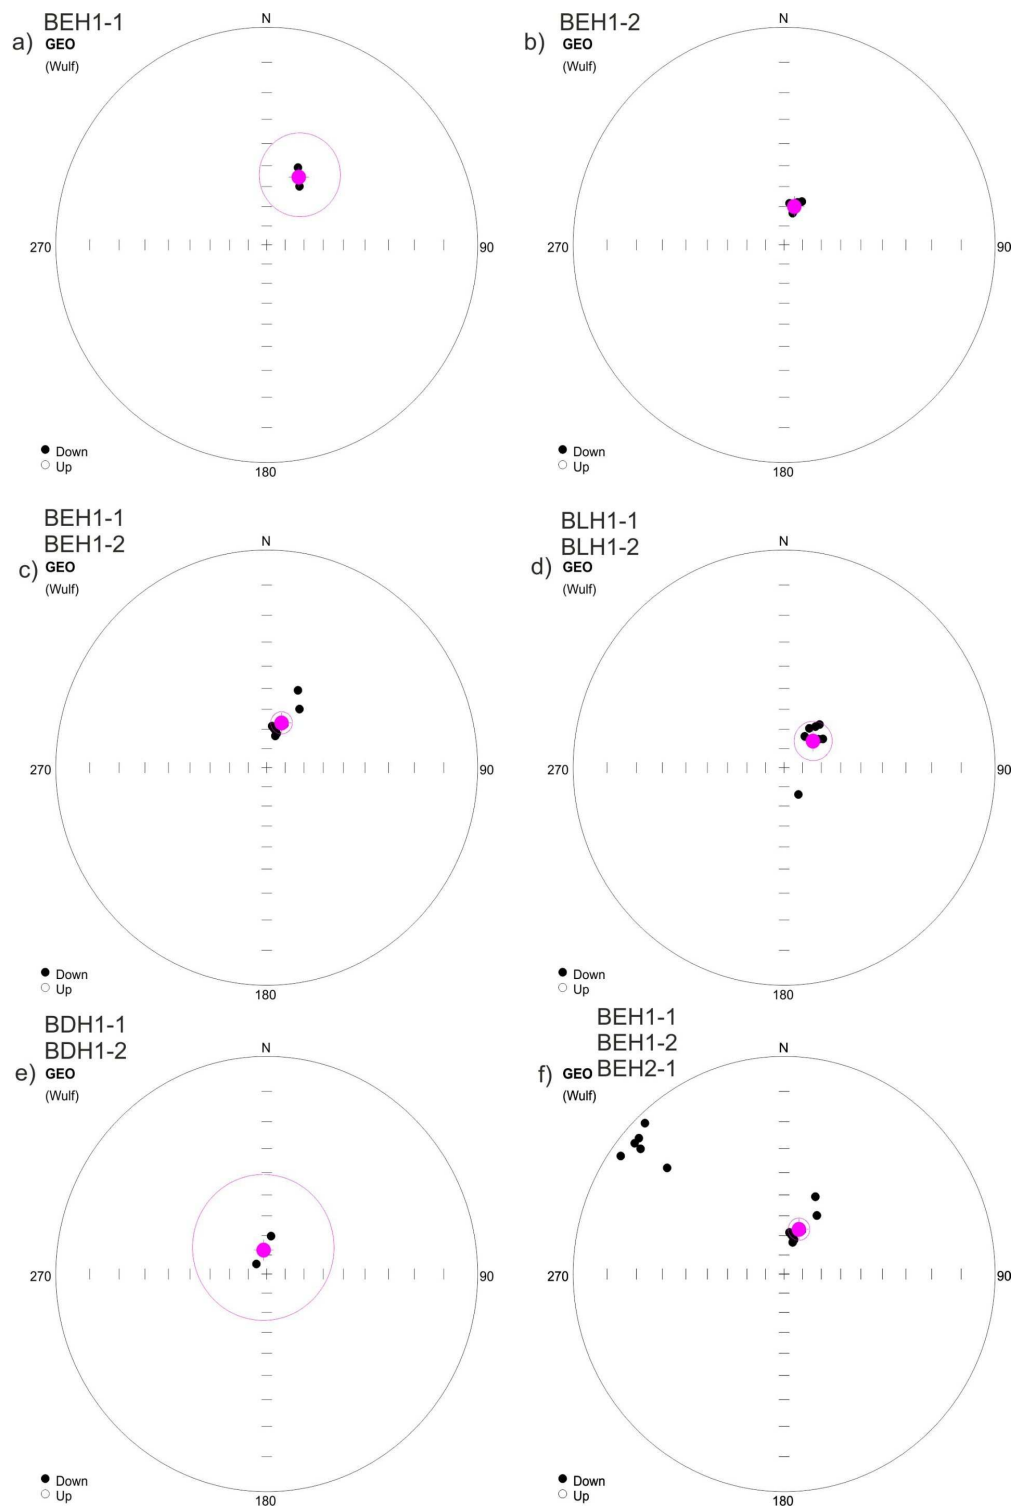 BEH1-1
a) GEO
(Wulf)
N
270
90
180
Down
Up
BEH1-2
b) GEO
(Wulf)
N
270
90
180
Down
Up
BEH1-1
BEH1-2
c) GEO
(Wulf)
N
270
90
180
Down
Up
BLH1-1
BLH1-2
d) GEO
(Wulf)
N
270
90
180
Down
Up
BDH1-1
BDH1-2
e) GEO
(Wulf)
N
270
90
180
Down
Up
BEH1-1
BEH1-2
BEH2-1
f) GEO
(Wulf)
N
270
90
180
Down
Up